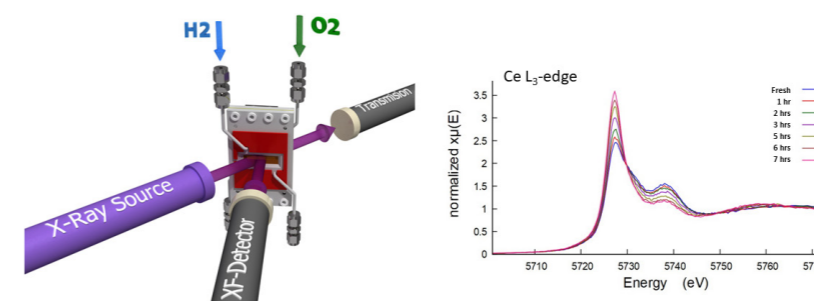 H2
O2
Transmision
X-Ray Source
XF-Detector
Ce L₃-edge
Fresh
1 hr
2 hrs
3 hrs
5 hrs
6 hrs
7 hrs
normalized xμ(E)
3.5
3
2.5
2
1.5
1
0.5
0
5710
5720
5730
5740
5750
5760
Energy (eV)